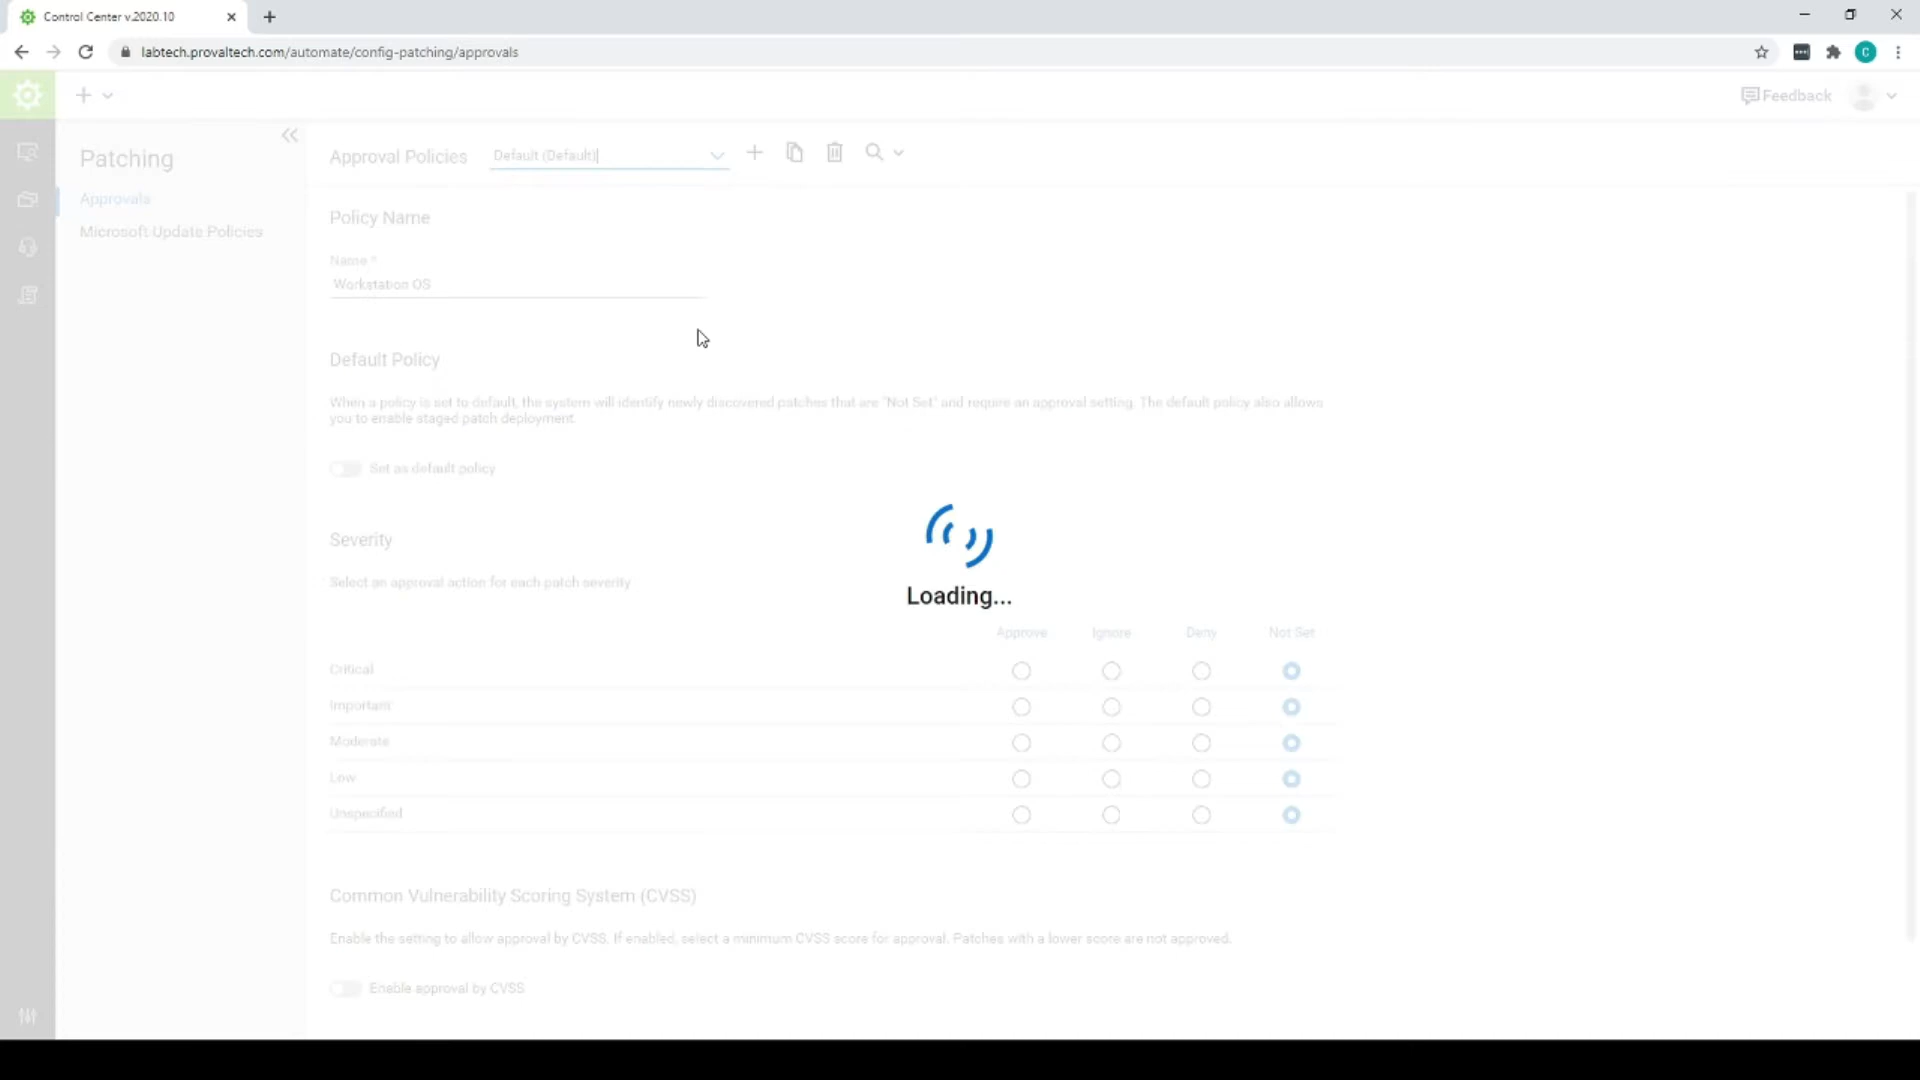 Control Center v.2020.10
labtech.provaltech.com/automate/config-patching/approvals
C
Feedback
Patching
Approvals
Microsoft Update Policies
Approval Policies
Default (Default)
Policy Name
Name *
Workstation OS
Default Policy
When a policy is set to default, the system will identify newly discovered patches that are "Not Set" and require an approval setting. The default policy also allows
you to enable staged patch deployment.
Set as default policy
Severity
Select an approval action for each patch severity
Loading...
Approve Ignore Deny Not Set
Critical
Important
Moderate
Low
Unspecified
Common Vulnerability Scoring System (CVSS)
Enable the setting to allow approval by CVSS. If enabled, select a minimum CVSS score for approval. Patches with a lower score are not approved.
Enable approval by CVSS